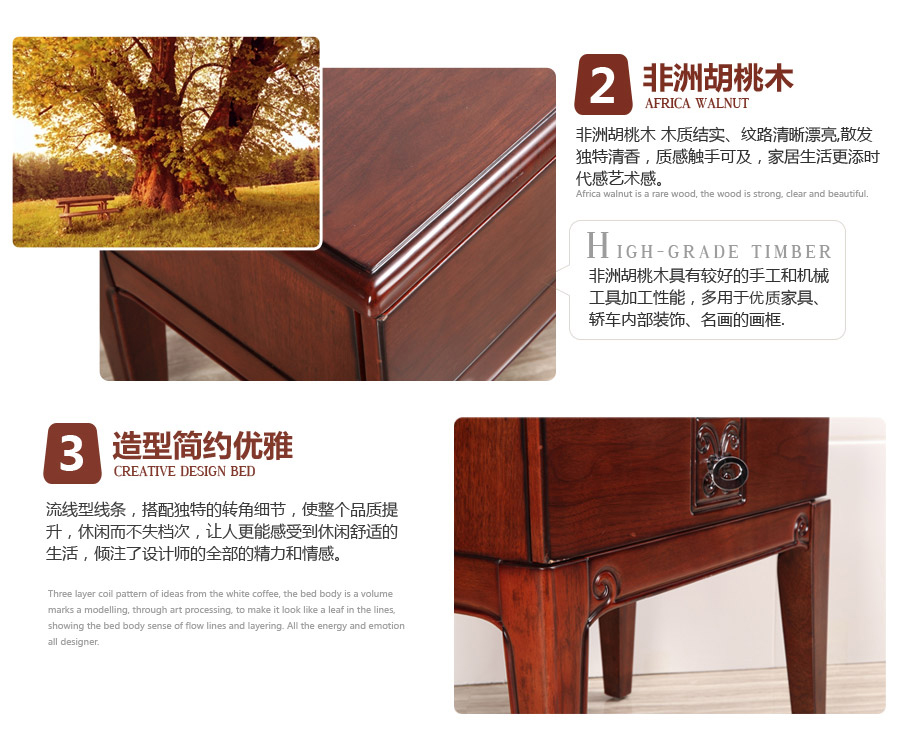 2
非洲胡桃木
AFRICA WALNUT
非洲胡桃木 木质结实、纹路清晰漂亮,散发
独特清香，质感触手可及，家居生活更添时
代感艺术感。
Africa walnut is a rare wood, the wood is strong, clear and beautiful.
HIGH-GRADE TIMBER
非洲胡桃木具有较好的手工和机械
工具加工性能，多用于优质家具、
轿车内部装饰、名画的画框.
3
造型简约优雅
CREATIVE DESIGN BED
流线型线条，搭配独特的转角细节，使整个品质提
升，休闲而不失档次，让人更能感受到休闲舒适的
生活，倾注了设计师的全部的精力和情感。
Three layer coil pattern of ideas from the white coffee, the bed body is a volume
marks a modelling, through art processing, to make it look like a leaf in the lines,
showing the bed body sense of flow lines and layering. All the energy and emotion
all designer.